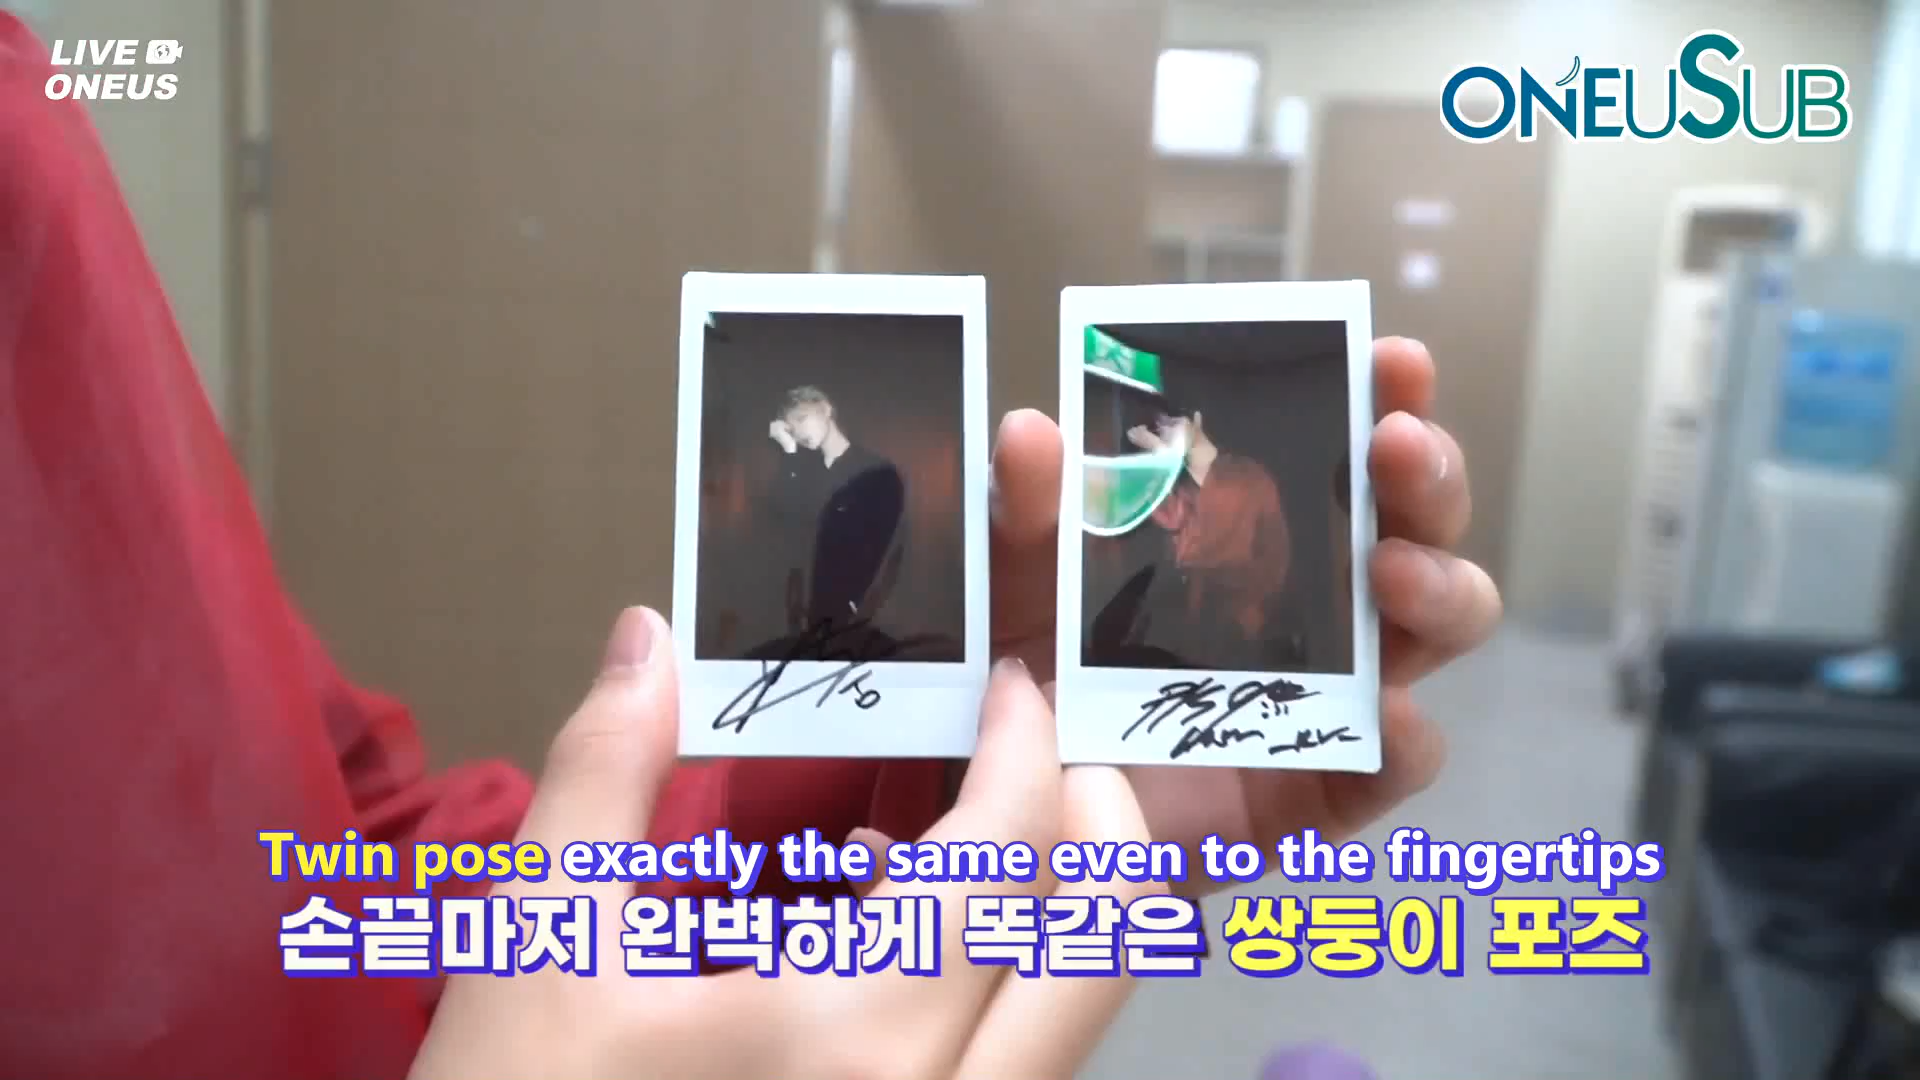 LIVE
ONEUS
ONEUSUB
Twin pose exactly the same even to the fingertips
손끝마저 완벽하게 똑같은 쌍둥이 포즈